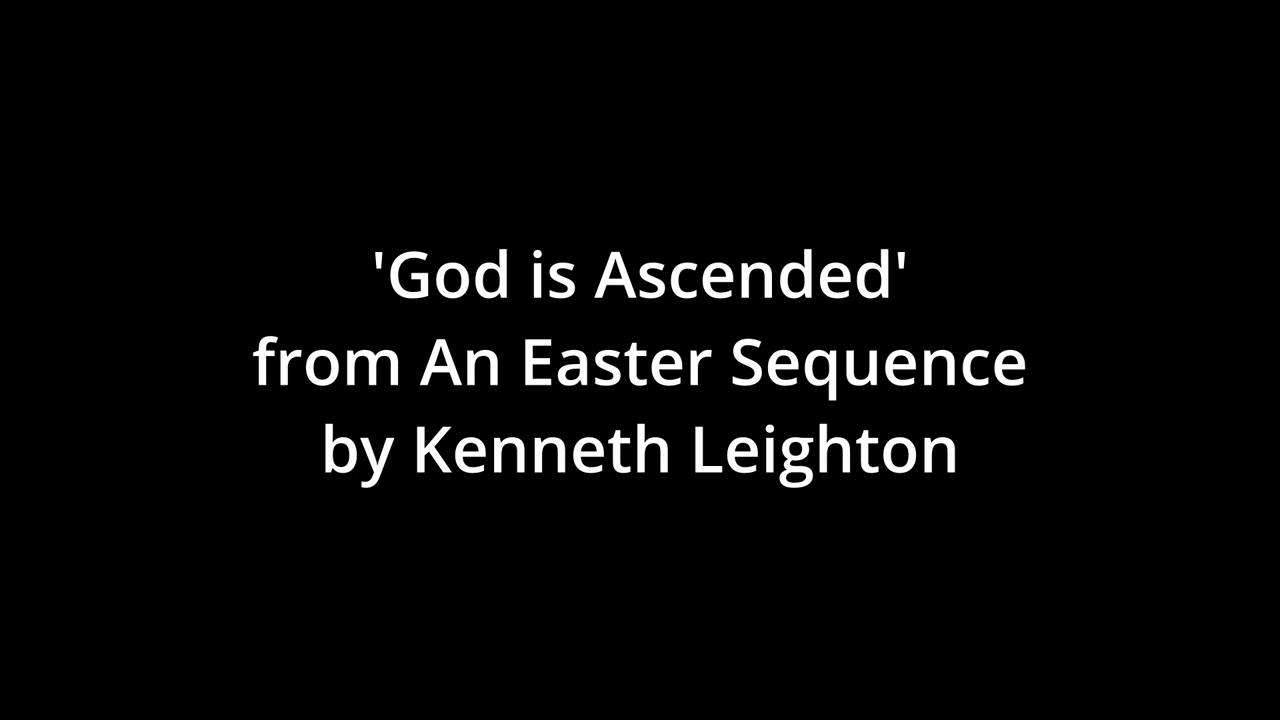 'God is Ascended'
from An Easter Sequence
by Kenneth Leighton